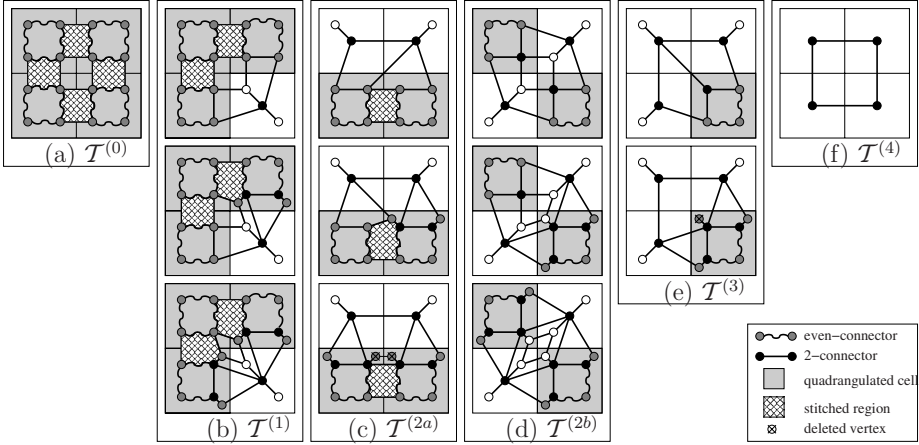 (a) 𝒯^(0)
(b) 𝒯^(1)
(c) 𝒯^(2a)
(d) 𝒯^(2b)
(e) 𝒯^(3)
(f) 𝒯^(4)
even-connector
2-connector
quadrangulated cell
stitched region
deleted vertex